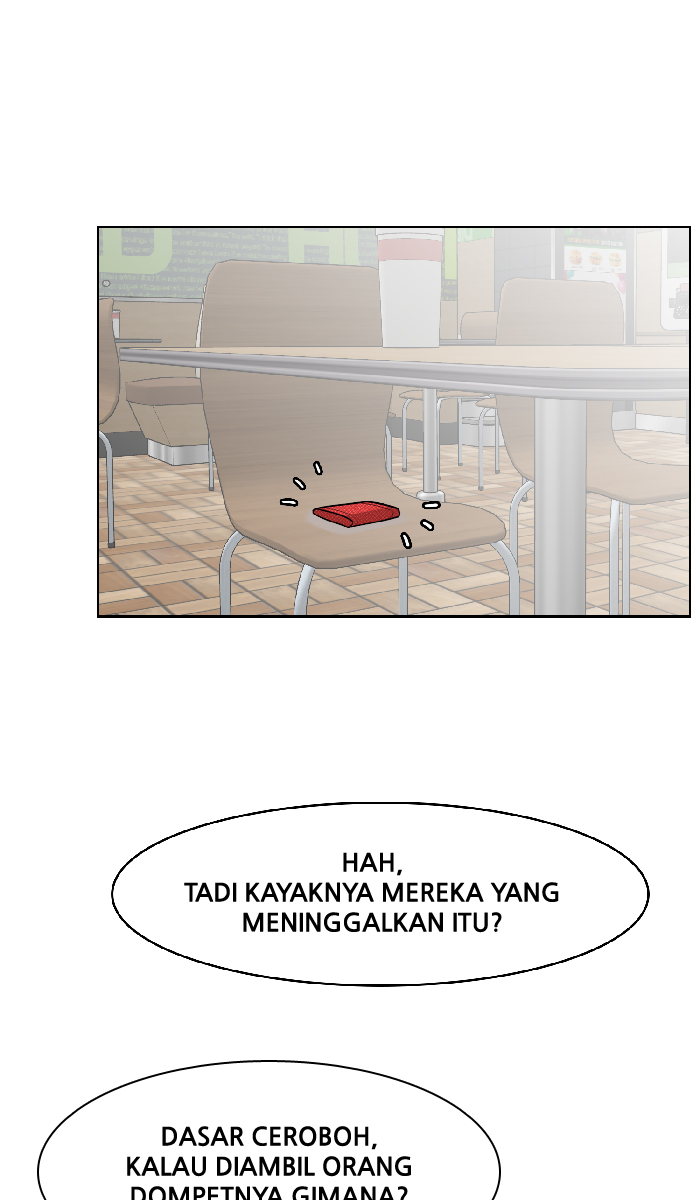 HAH,
TADI KAYAKNYA MEREKA YANG
MENINGGALKAN ITU?
DASAR CEROBOH,
KALAU DIAMBIL ORANG
DOMPETNYA GIMANA?